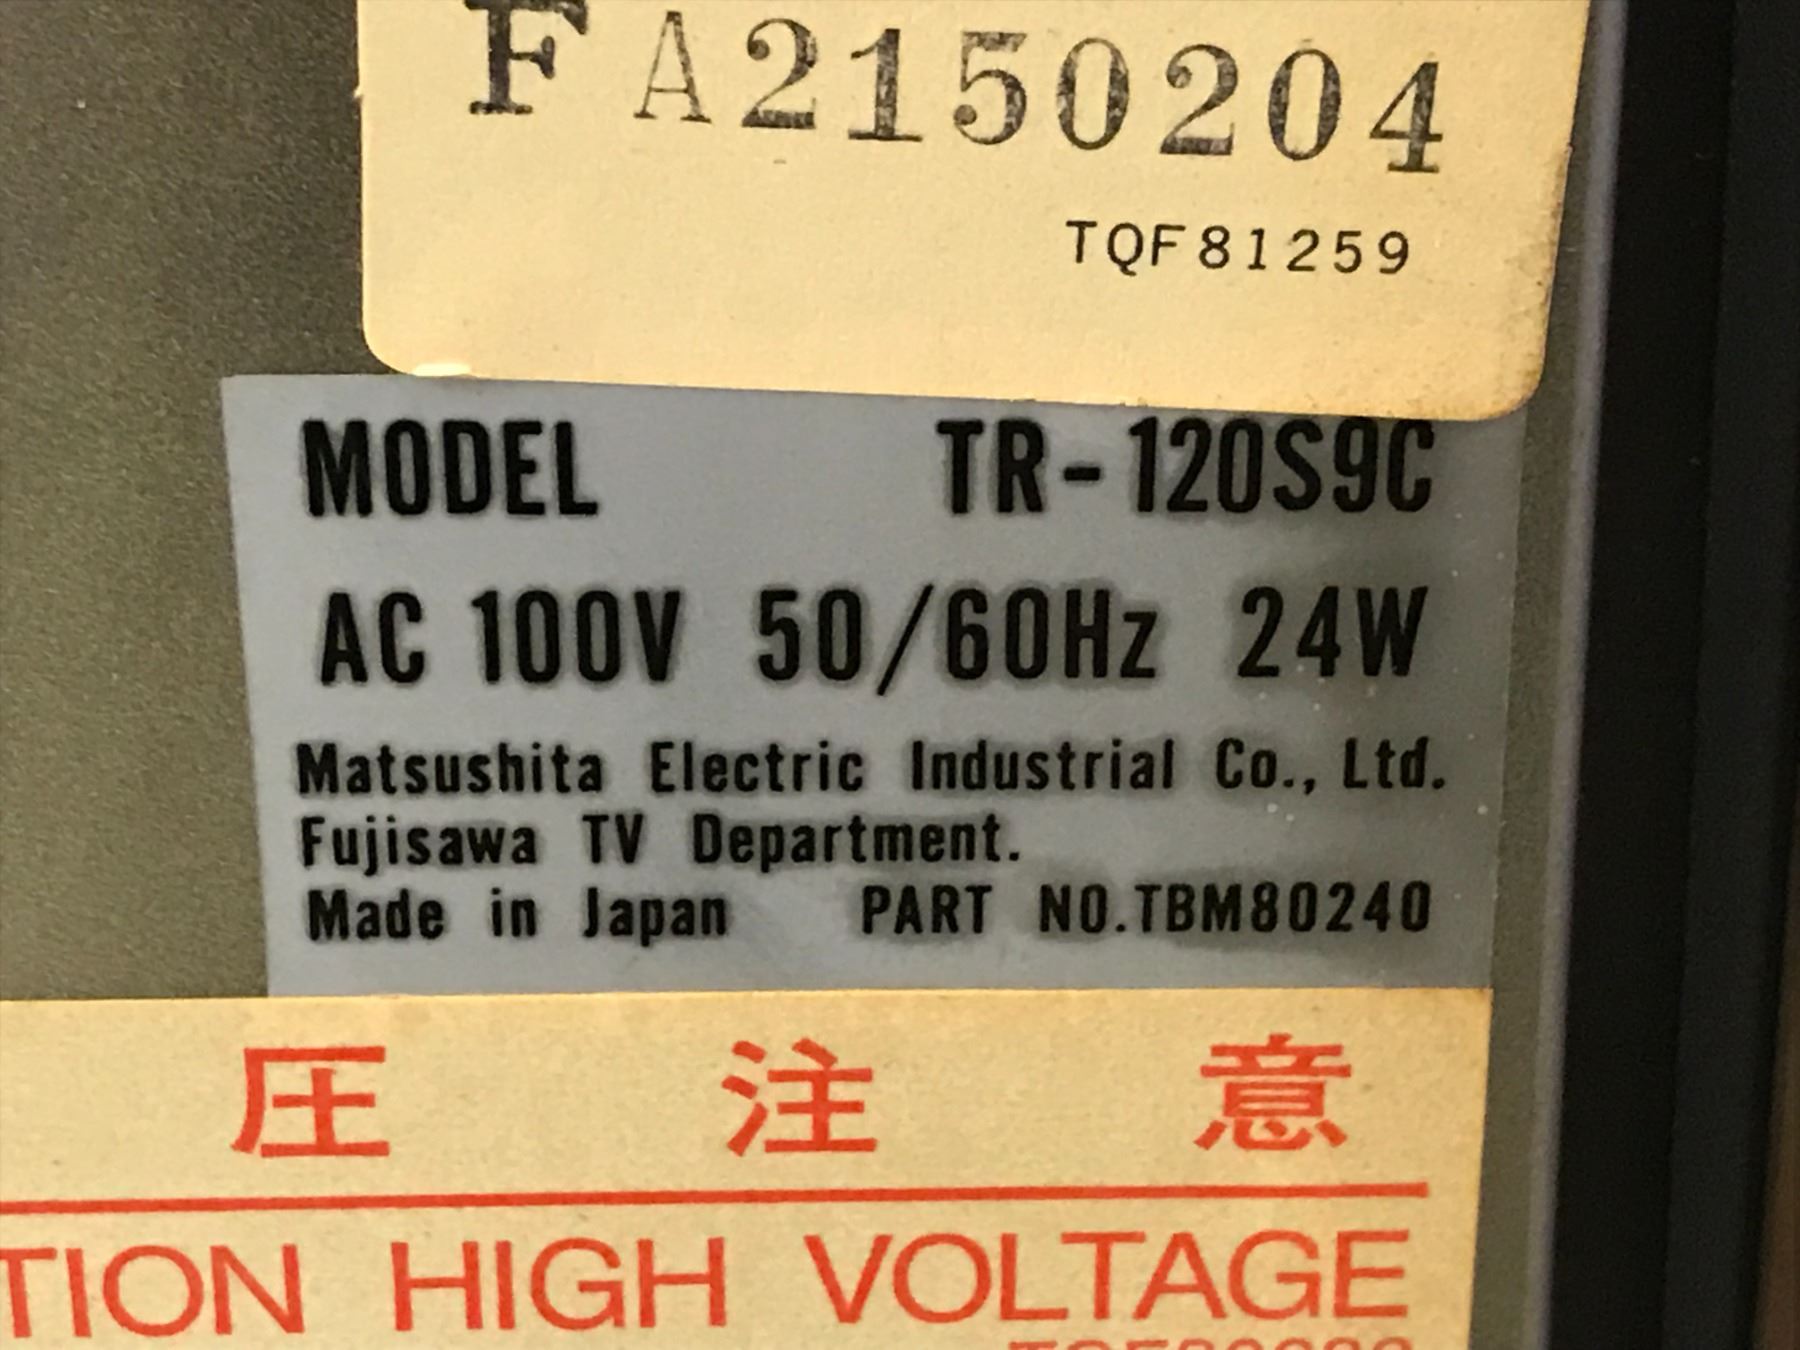 FA2150204
TQF81259
MODEL TR-120S9C
AC 100V 50/60Hz 24W
Matsushita Electric Industrial Co., Ltd.
Fujisawa TV Department.
Made in Japan PART NO.TBM80240
圧注意
TION HIGH VOLTAGE